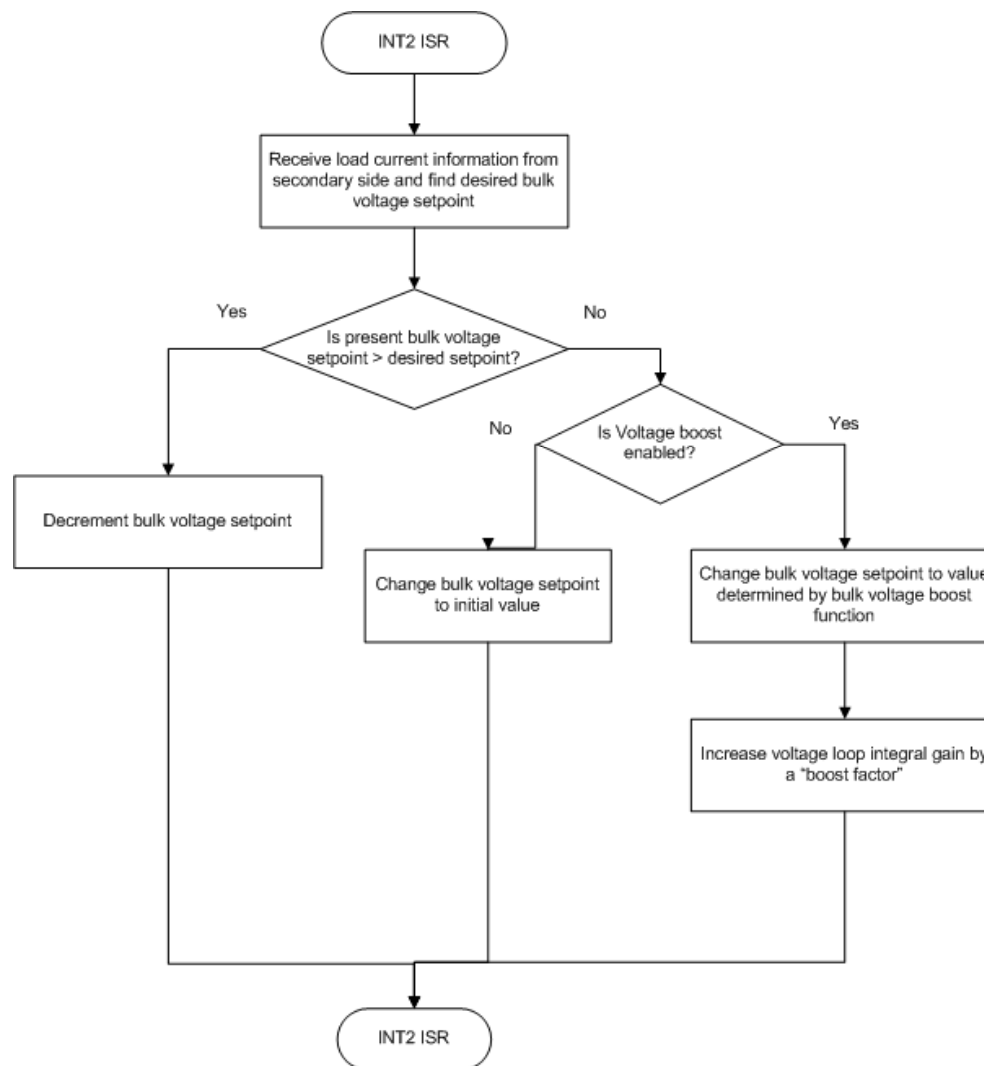 INT2 ISR
Receive load current information from
secondary side and find desired bulk
voltage setpoint
Yes
No
Is present bulk voltage
setpoint > desired setpoint?
No
Yes
Is Voltage boost
enabled?
Decrement bulk voltage setpoint
Change bulk voltage setpoint
to initial value
Change bulk voltage setpoint to value
determined by bulk voltage boost
function
Increase voltage loop integral gain by
a “boost factor”
INT2 ISR